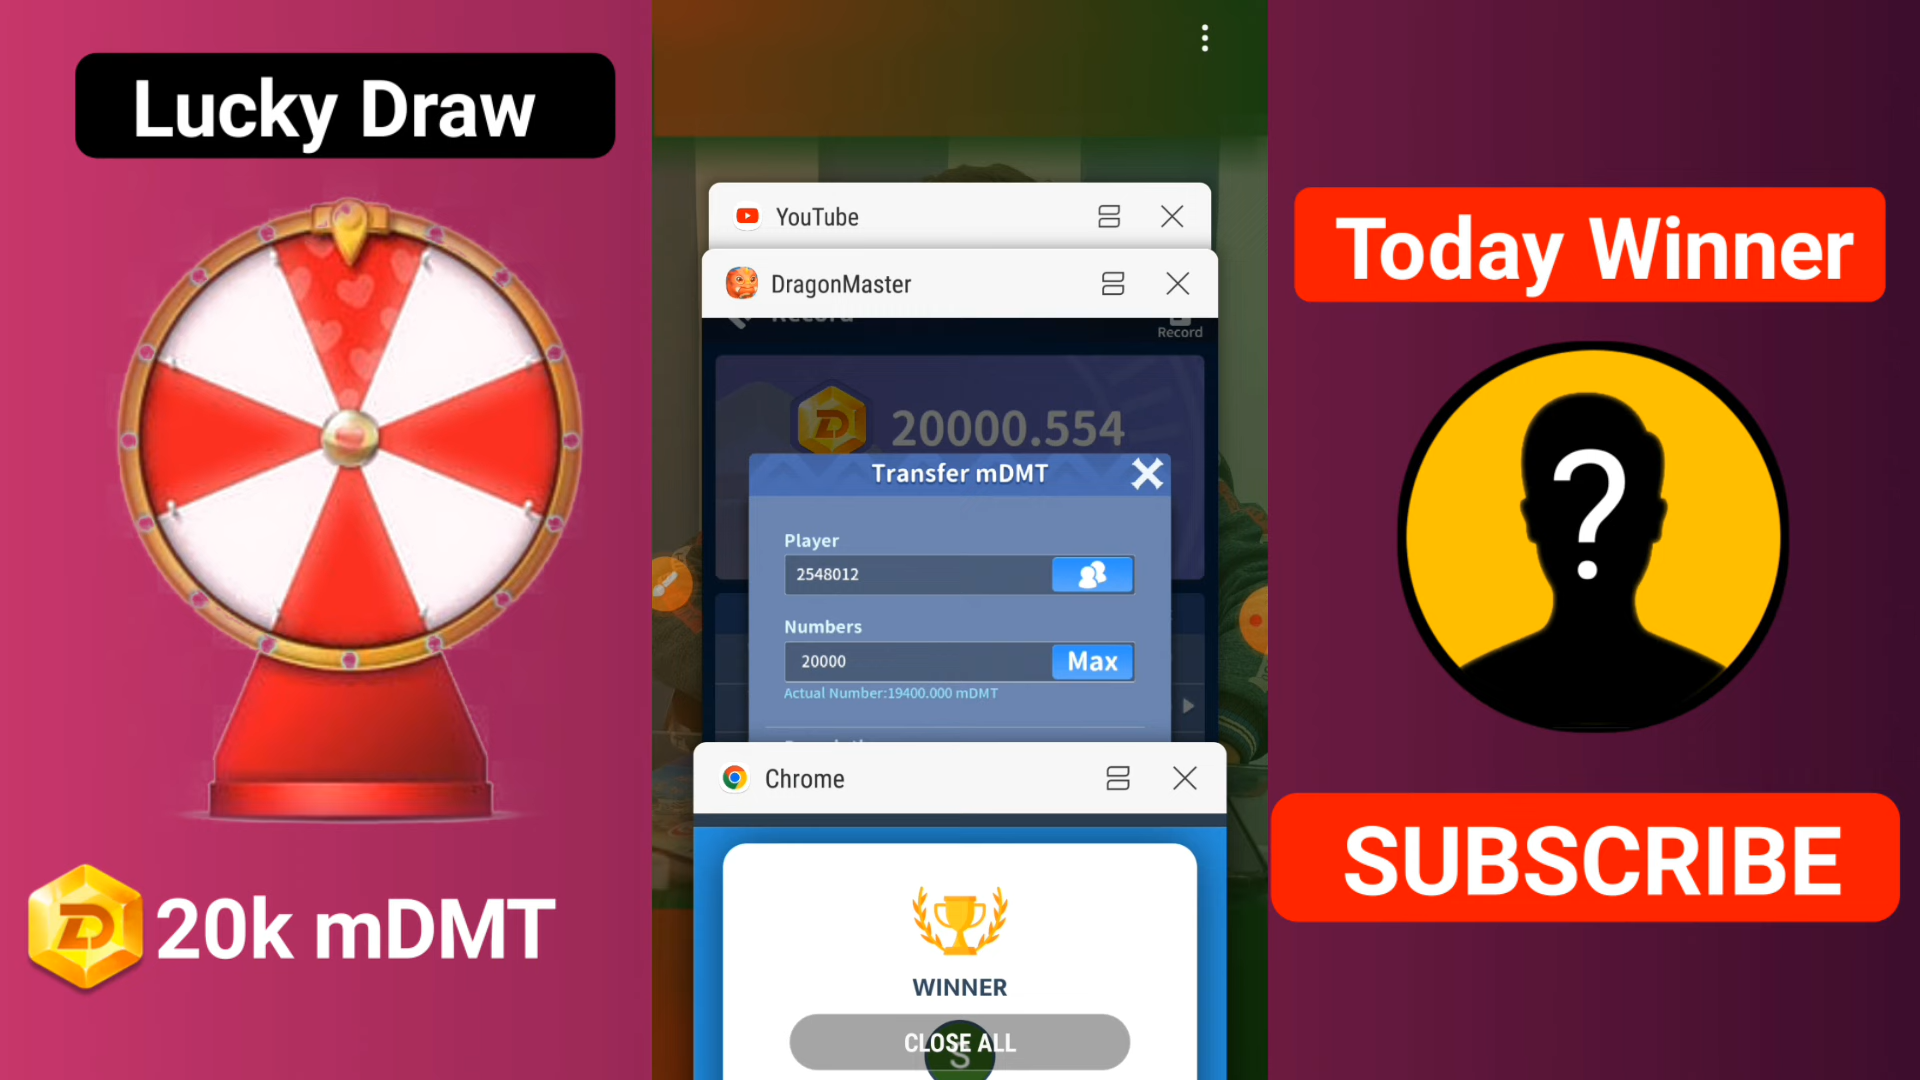 Lucky Draw
20k mDMT
YouTube
DragonMaster
Record
Record
20000.554
Transfer mDMT
Player
2548012
Numbers
20000
Max
Actual Number:19400.000 mDMT
Chrome
WINNER
CLOSE ALL
S
Today Winner
?
SUBSCRIBE